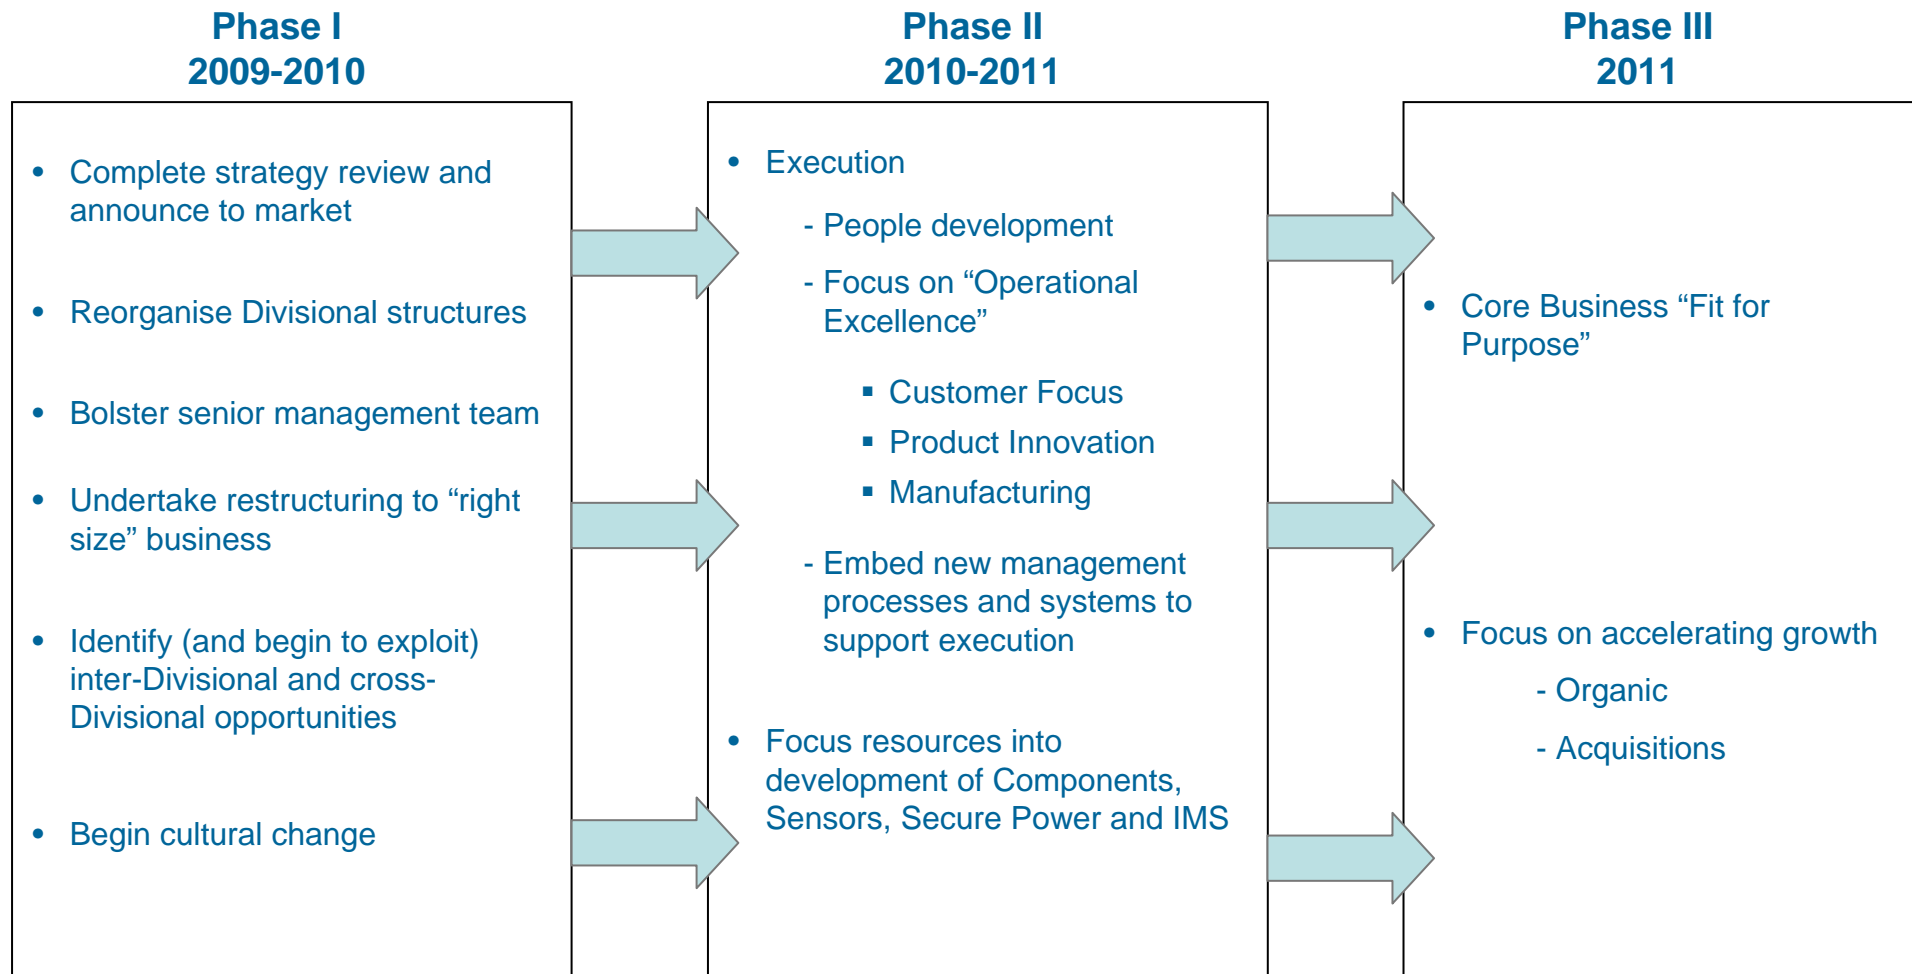 Phase I
2009-2010
• Complete strategy review and
announce to market
• Reorganise Divisional structures
• Bolster senior management team
• Undertake restructuring to “right
size” business
• Identify (and begin to exploit)
inter-Divisional and cross-
Divisional opportunities
• Begin cultural change
Phase II
2010-2011
• Execution
- People development
- Focus on “Operational
Excellence”
▪ Customer Focus
▪ Product Innovation
▪ Manufacturing
- Embed new management
processes and systems to
support execution
• Focus resources into
development of Components,
Sensors, Secure Power and IMS
Phase III
2011
• Core Business “Fit for
Purpose”
• Focus on accelerating growth
- Organic
- Acquisitions